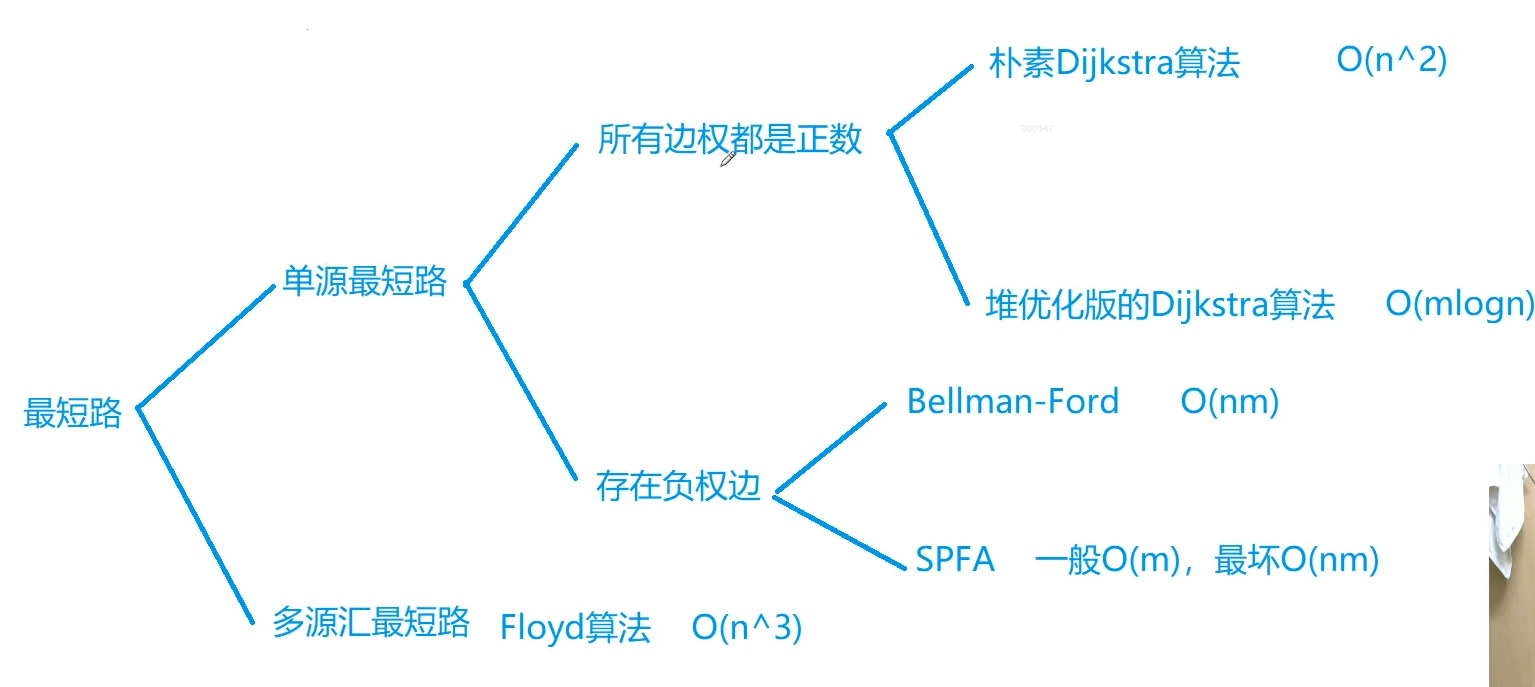 朴素Dijkstra算法 O(n^2)
300147
所有边权都是正数
单源最短路
堆优化版的Dijkstra算法 O(mlogn)
最短路
Bellman-Ford O(nm)
存在负权边
SPFA 一般O(m)，最坏O(nm)
多源汇最短路 Floyd算法 O(n^3)